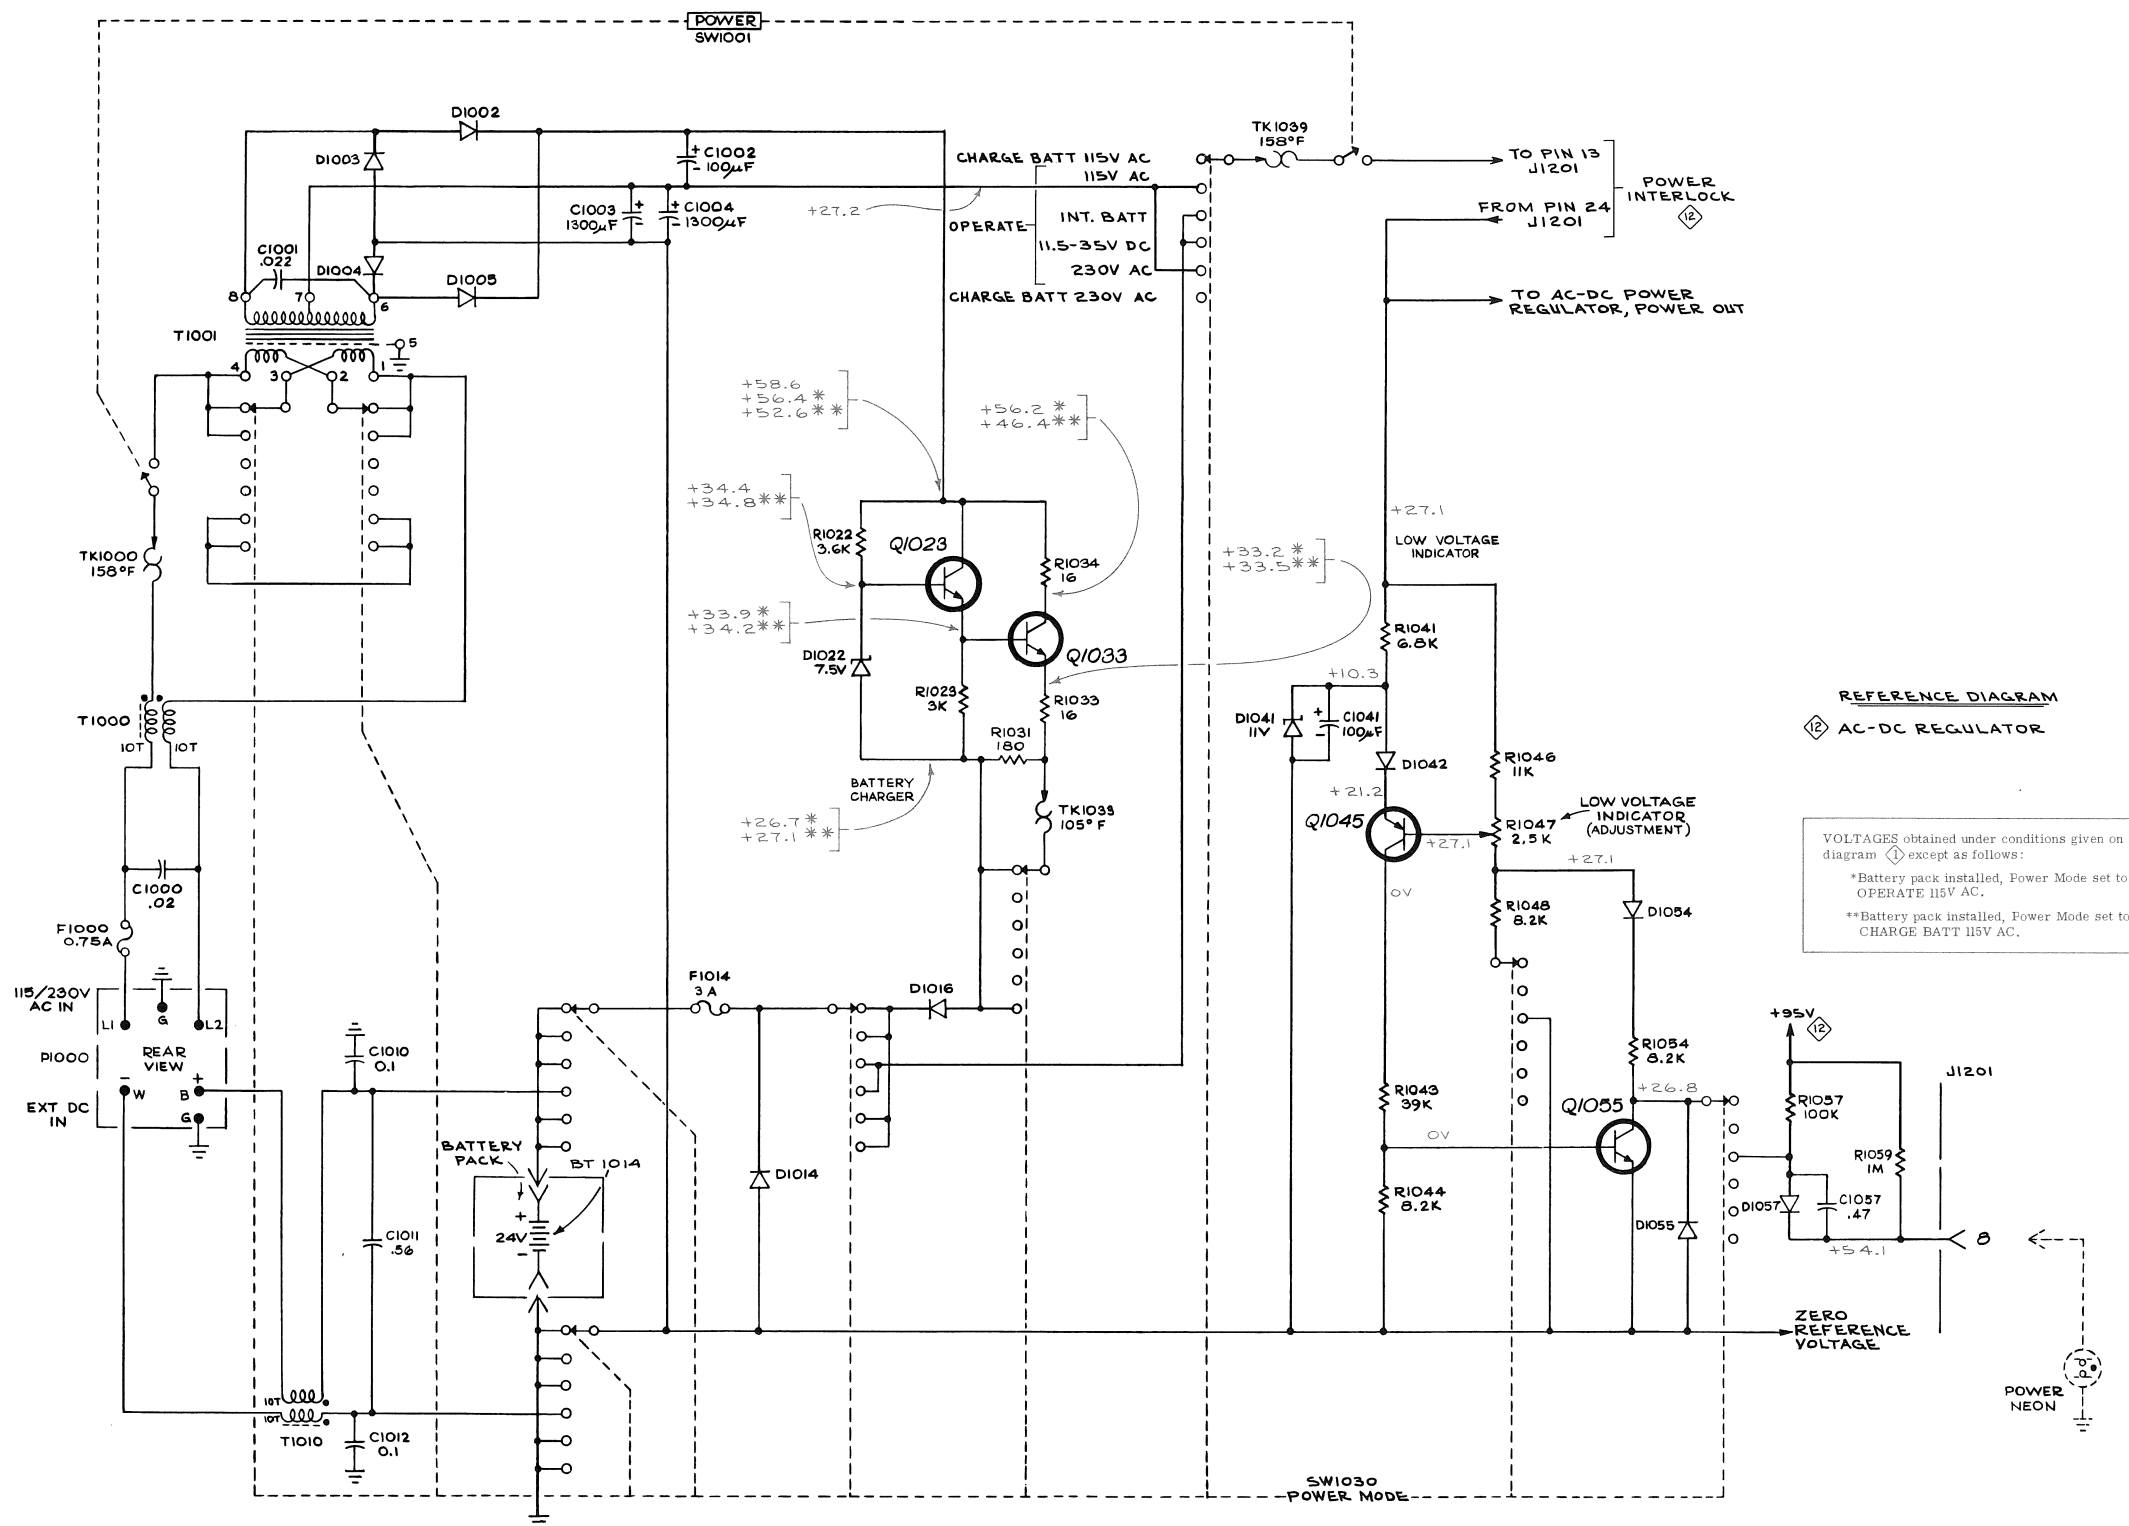 POWER
SW1001
D1002
D1003
+ C1002
- 100µF
C1001
.022
D1004
D1005
8
7
6
T1001
5
4
3
2
1
C1003
1300µF
+
-
+ C1004
- 1300µF
+27.2
CHARGE BATT 115V AC
115V AC
OPERATE
INT. BATT
11.5-35V DC
230V AC
CHARGE BATT 230V AC
TK1039
158°F
TO PIN 13
J1201
FROM PIN 24
J1201
POWER
INTERLOCK
12
TO AC-DC POWER
REGULATOR, POWER OUT
+58.6
+56.4 *
+52.6 **
+56.2 *
+46.4 **
+34.4
+34.8 **
+33.9 *
+34.2 **
+33.2 *
+33.5 **
+26.7 *
+27.1 **
TK1000
158°F
T1000
10T
10T
C1000
.02
F1000
0.75A
115/230V
AC IN
L1
G
L2
P1000
REAR
VIEW
-
W
+
B
G
EXT DC
IN
C1010
0.1
C1011
.56
C1012
0.1
10T
10T
T1010
R1022
3.6K
Q1023
D1022
7.5V
R1023
3K
R1034
16
Q1033
R1033
16
R1031
180
BATTERY
CHARGER
TK1033
105°F
F1014
3 A
D1016
D1014
BATTERY
PACK
BT 1014
+
24V
-
+27.1
LOW VOLTAGE
INDICATOR
R1041
6.8K
+10.3
D1041
11V
+
-
C1041
100µF
D1042
+21.2
Q1045
+27.1
0V
R1046
11K
R1047
2.5K
LOW VOLTAGE
INDICATOR
(ADJUSTMENT)
+27.1
R1048
8.2K
D1054
R1054
8.2K
+26.8
R1043
39K
0V
Q1055
R1044
8.2K
D1055
+95V
12
R1057
100K
R1059
1M
D1057
C1057
.47
+54.1
J1201
8
ZERO
REFERENCE
VOLTAGE
POWER
NEON
SW1030
POWER MODE
REFERENCE DIAGRAM
12 AC-DC REGULATOR
VOLTAGES obtained under conditions given on
diagram 1 except as follows:
*Battery pack installed, Power Mode set to
OPERATE 115V AC.
**Battery pack installed, Power Mode set to
CHARGE BATT 115V AC.